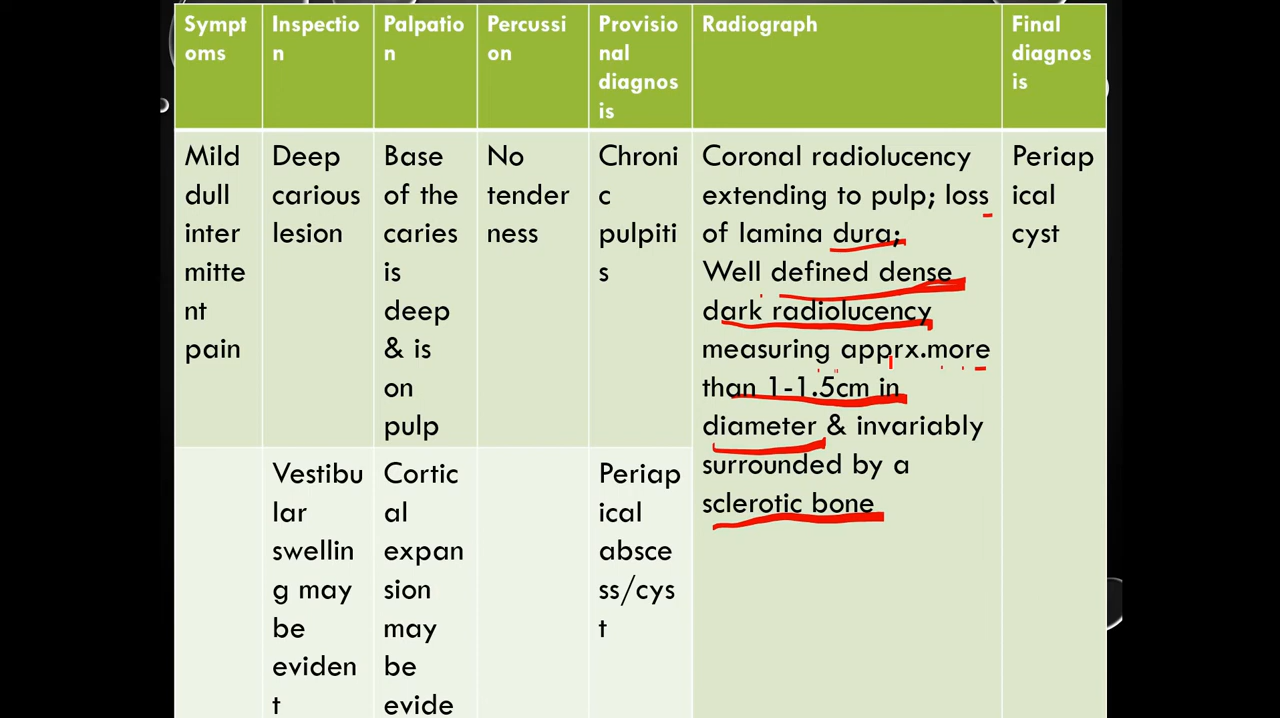 Sympt
oms
Inspectio
n
Palpatio
n
Percussi
on
Provisio
nal
diagnos
is
Radiograph
Final
diagnos
is
Mild
dull
inter
mitte
nt
pain
Deep
carious
lesion
Base
of the
caries
is
deep
& is
on
pulp
No
tender
ness
Chroni
c
pulpiti
s
Coronal radiolucency
extending to pulp; loss
of lamina dura;
Well defined dense
dark radiolucency
measuring apprx.more
than 1-1.5cm in
diameter & invariably
surrounded by a
sclerotic bone
Periap
ical
cyst
Vestibu
lar
swellin
g may
be
eviden
t
Cortic
al
expan
sion
may
be
evide
Periap
ical
absce
ss/cys
t